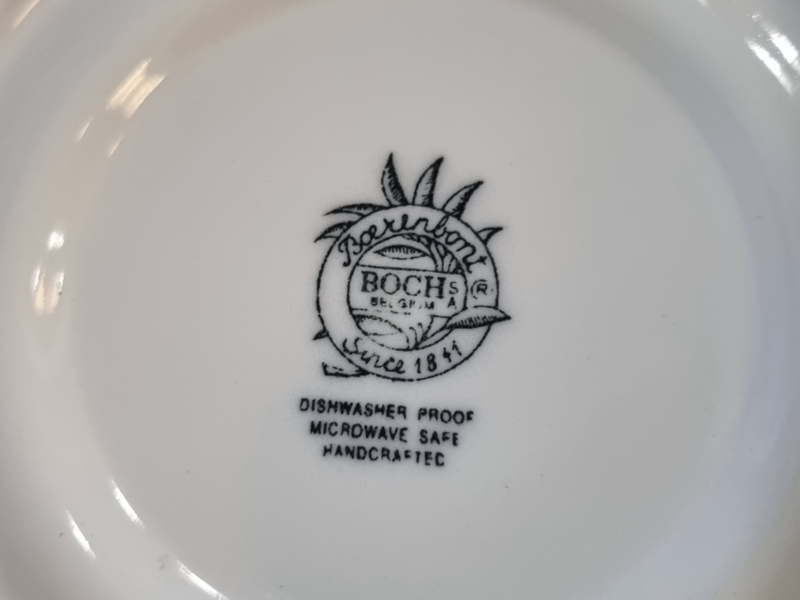 Boerenbont
BOCH S A
BELGIUM
®
Since 1841
DISHWASHER PROOF
MICROWAVE SAFE
HANDCRAFTED